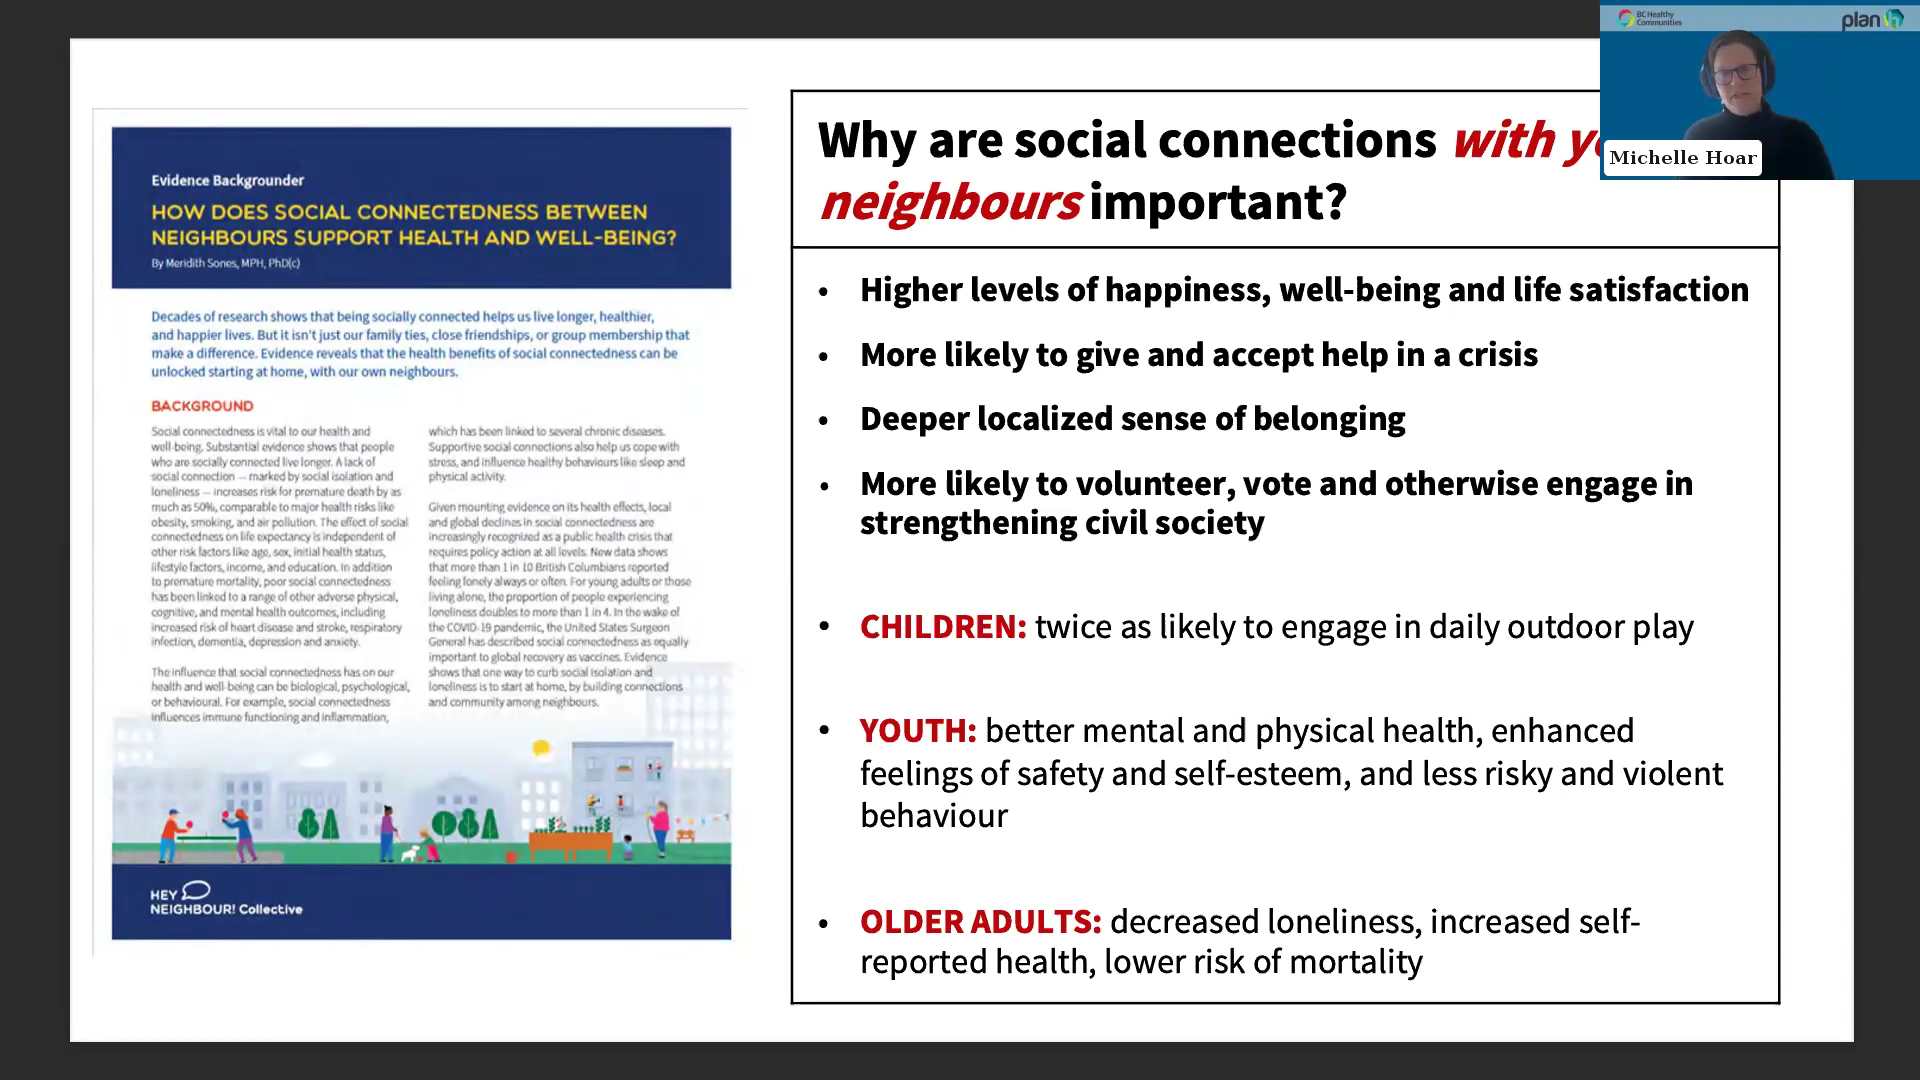 BC Healthy
Communities
plan
Michelle Hoar
Evidence Backgrounder
HOW DOES SOCIAL CONNECTEDNESS BETWEEN
NEIGHBOURS SUPPORT HEALTH AND WELL-BEING?
By Meridith Sones, MPH, PhD(c)
Decades of research shows that being socially connected helps us live longer, healthier,
and happier lives. But it isn't just our family ties, close friendships, or group membership that
make a difference. Evidence reveals that the health benefits of social connectedness can be
unlocked starting at home, with our own neighbours.
BACKGROUND
Social connectedness is vital to our health and
well-being. Substantial evidence shows that people
who are socially connected live longer. A lack of
social connection — marked by social isolation and
loneliness — increases risk for premature death by as
much as 50%, comparable to major health risks like
obesity, smoking, and air pollution. The effect of social
connectedness on life expectancy is independent of
other risk factors like age, sex, initial health status,
lifestyle factors, income, and education. In addition
to premature mortality, poor social connectedness
has been linked to a range of other adverse physical,
cognitive, and mental health outcomes, including
increased risk of heart disease and stroke, respiratory
infection, dementia, depression and anxiety.
The influence that social connectedness has on our
health and well-being can be biological, psychological,
or behavioural. For example, social connectedness
influences immune functioning and inflammation,
which has been linked to several chronic diseases.
Supportive social connections also help us cope with
stress, and influence healthy behaviours like sleep and
physical activity.
Given mounting evidence on its health effects, local
and global declines in social connectedness are
increasingly recognized as a public health crisis that
requires policy action at all levels. New data shows
that more than 1 in 10 British Columbians reported
feeling lonely always or often. For young adults or those
living alone, the proportion of people experiencing
loneliness doubles to more than 1 in 4. In the wake of
the COVID-19 pandemic, the United States Surgeon
General has described social connectedness as equally
important to global recovery as vaccines. Evidence
shows that one way to curb social isolation and
loneliness is to start at home, by building connections
and community among neighbours.
HEY
NEIGHBOUR! Collective
Why are social connections with
neighbours important?
• Higher levels of happiness, well-being and life satisfaction
• More likely to give and accept help in a crisis
• Deeper localized sense of belonging
• More likely to volunteer, vote and otherwise engage in
strengthening civil society
• CHILDREN: twice as likely to engage in daily outdoor play
• YOUTH: better mental and physical health, enhanced
feelings of safety and self-esteem, and less risky and violent
behaviour
• OLDER ADULTS: decreased loneliness, increased self-
reported health, lower risk of mortality